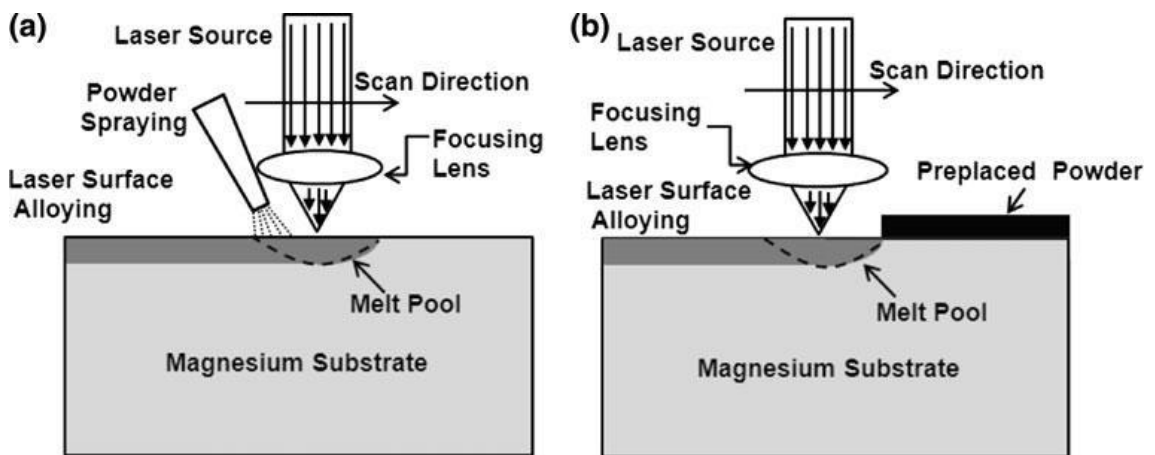 (a)
Laser Source
Scan Direction
Powder
Spraying
Focusing
Lens
Laser Surface
Alloying
Melt Pool
Magnesium Substrate
(b)
Laser Source
Scan Direction
Focusing
Lens
Preplaced Powder
Laser Surface
Alloying
Melt Pool
Magnesium Substrate